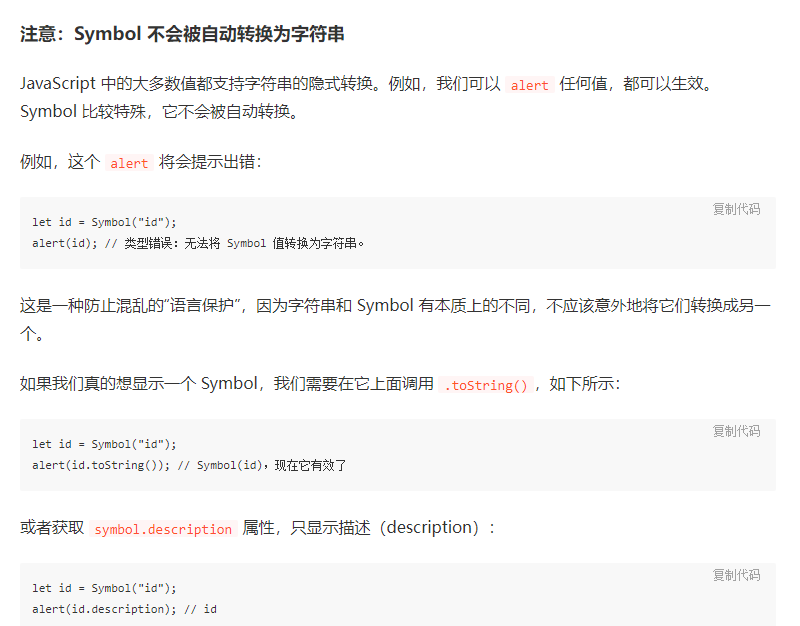 注意：Symbol 不会被自动转换为字符串
JavaScript 中的大多数值都支持字符串的隐式转换。例如，我们可以 alert 任何值，都可以生效。
Symbol 比较特殊，它不会被自动转换。
例如，这个 alert 将会提示出错：
复制代码
let id = Symbol("id");
alert(id); // 类型错误：无法将 Symbol 值转换为字符串。
这是一种防止混乱的“语言保护”，因为字符串和 Symbol 有本质上的不同，不应该意外地将它们转换成另一
个。
如果我们真的想显示一个 Symbol，我们需要在它上面调用 .toString() ，如下所示：
复制代码
let id = Symbol("id");
alert(id.toString()); // Symbol(id)，现在它有效了
或者获取 symbol.description 属性，只显示描述（description）：
复制代码
let id = Symbol("id");
alert(id.description); // id